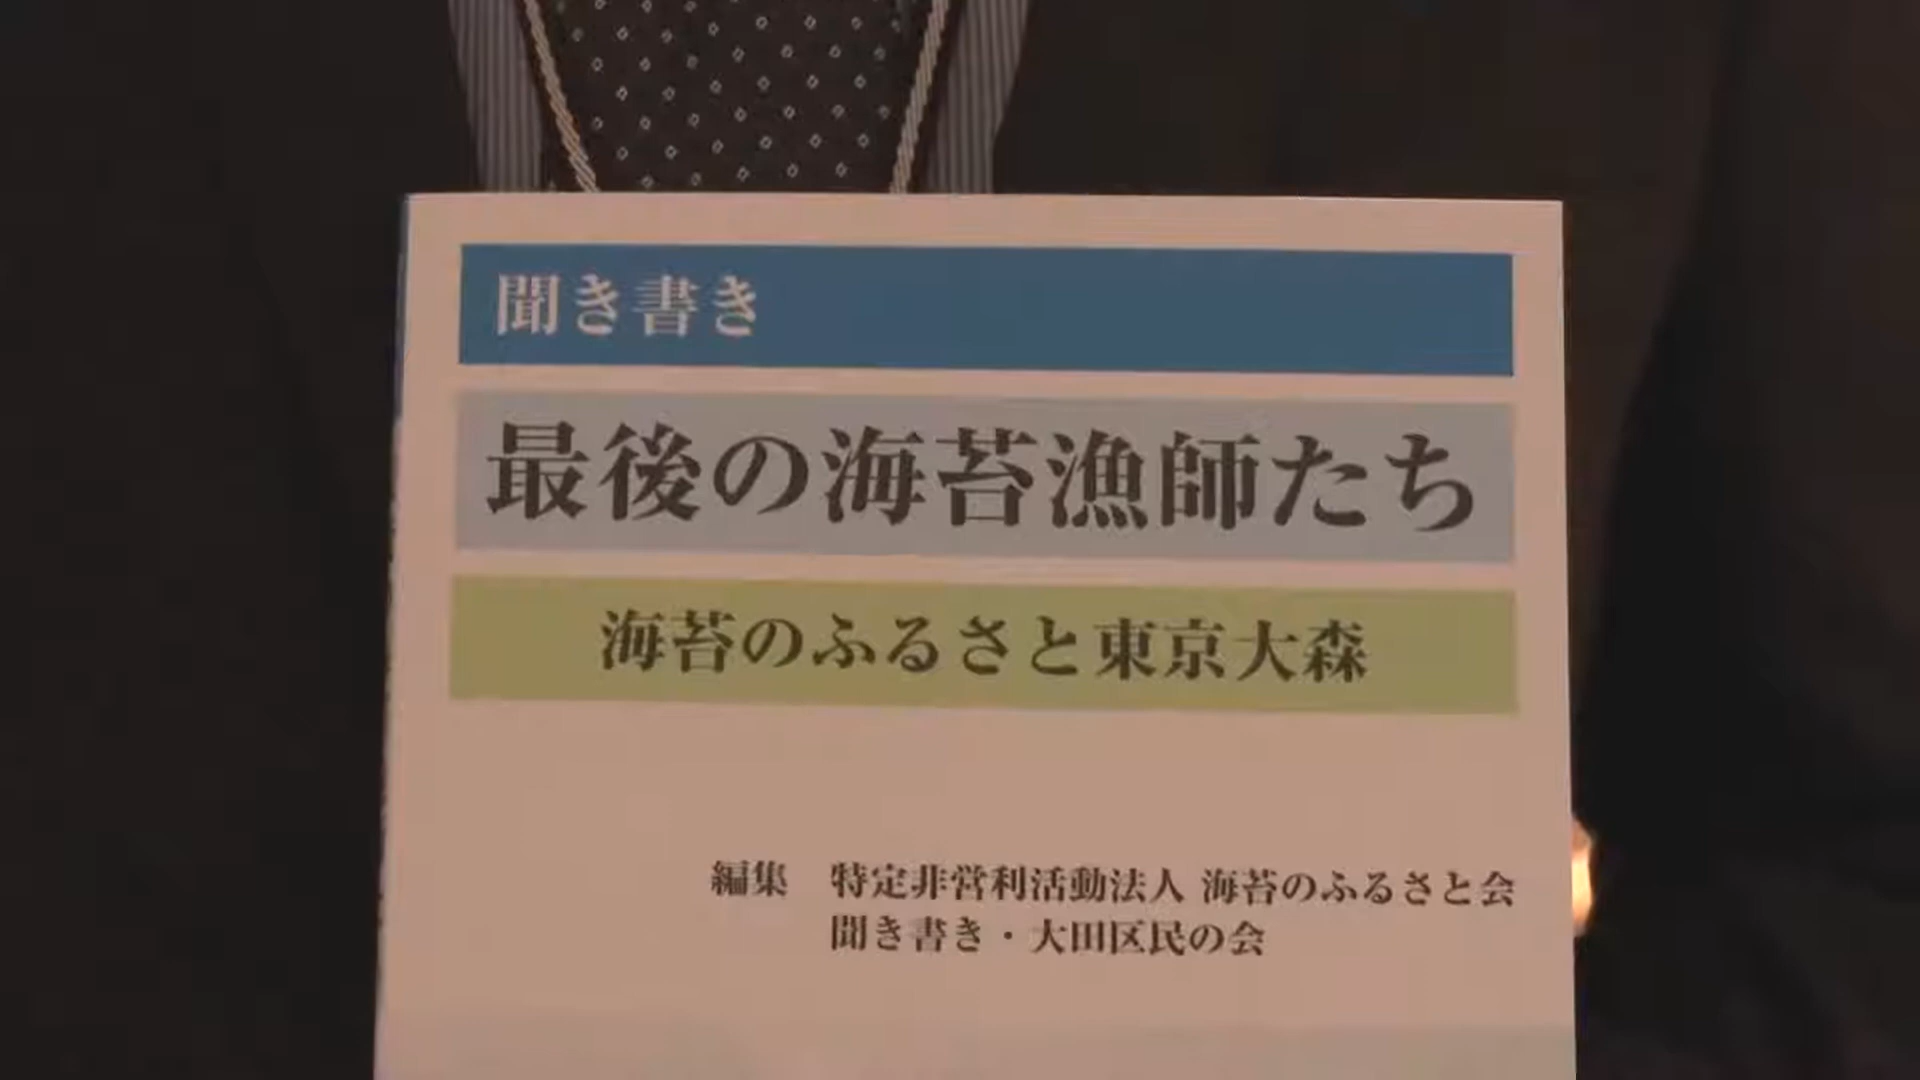 聞き書き
最後の海苔漁師たち
海苔のふるさと東京大森
編集 特定非営利活動法人 海苔のふるさと会
聞き書き・大田区民の会